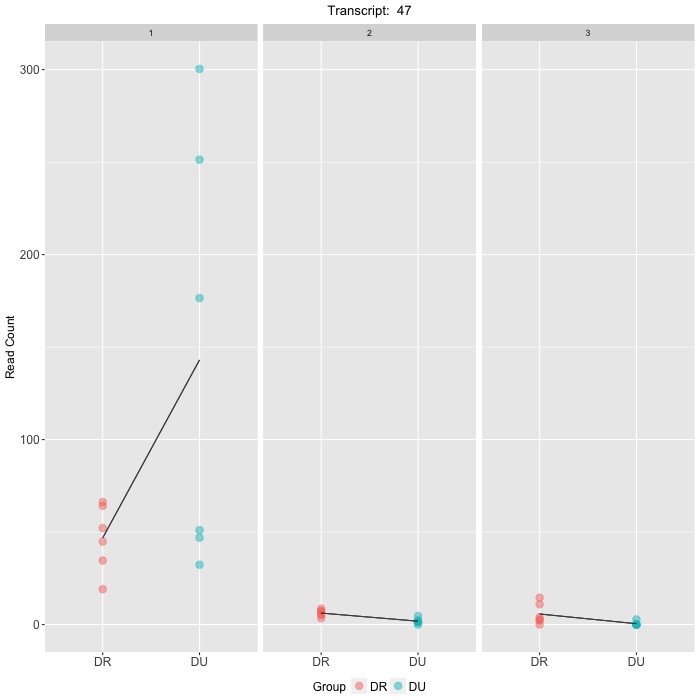 Transcript:  47
1 2 3
Read Count
300
200
100
0
DR DU DR DU DR DU
Group DR DU